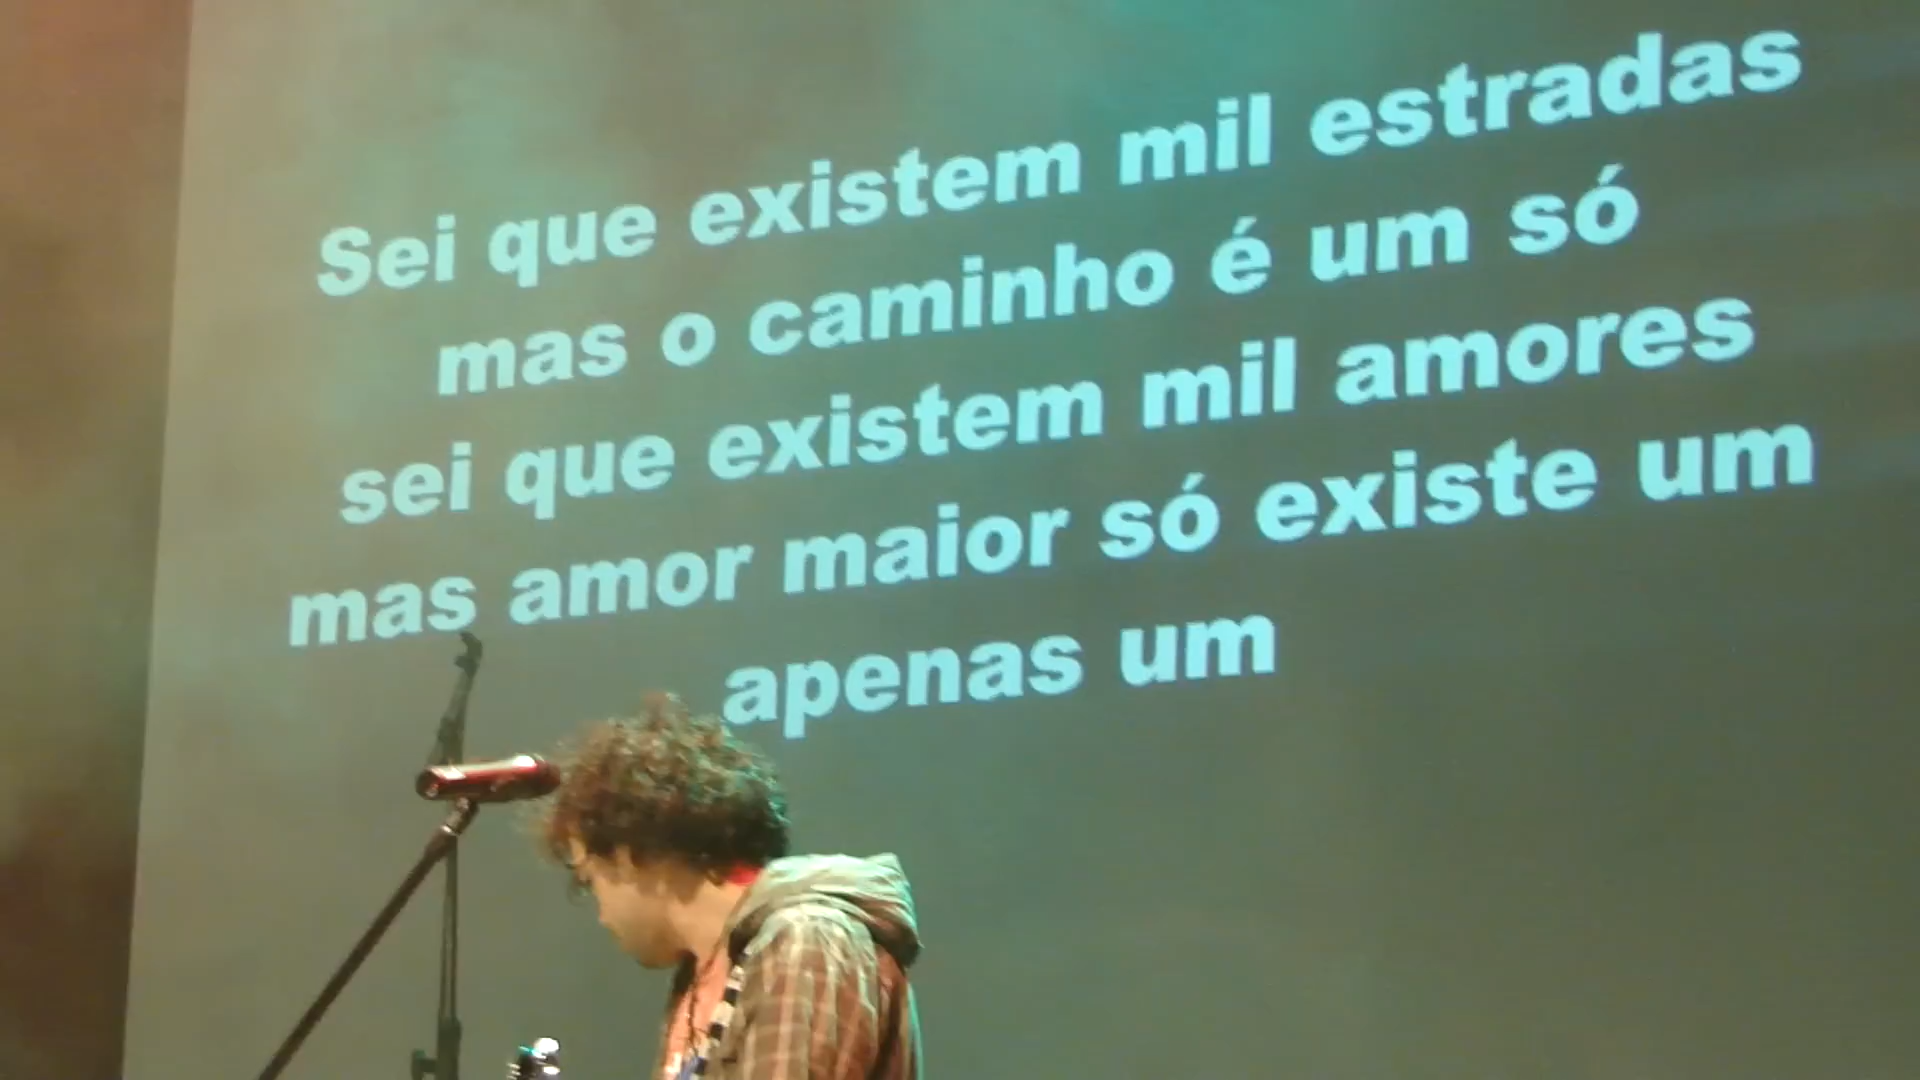 Sei que existem mil estradas
mas o caminho é um só
sei que existem mil amores
mas amor maior só existe um
apenas um